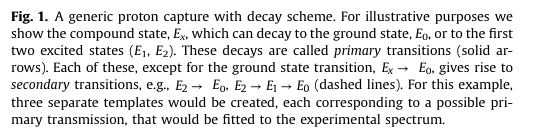 Fig. 1. A generic proton capture with decay scheme. For illustrative purposes we
show the compound state, Ex, which can decay to the ground state, E0, or to the first
two excited states (E1, E2). These decays are called primary transitions (solid ar-
rows). Each of these, except for the ground state transition, Ex → E0, gives rise to
secondary transitions, e.g., E2 → E0, E2 → E1 → E0 (dashed lines). For this example,
three separate templates would be created, each corresponding to a possible pri-
mary transmission, that would be fitted to the experimental spectrum.